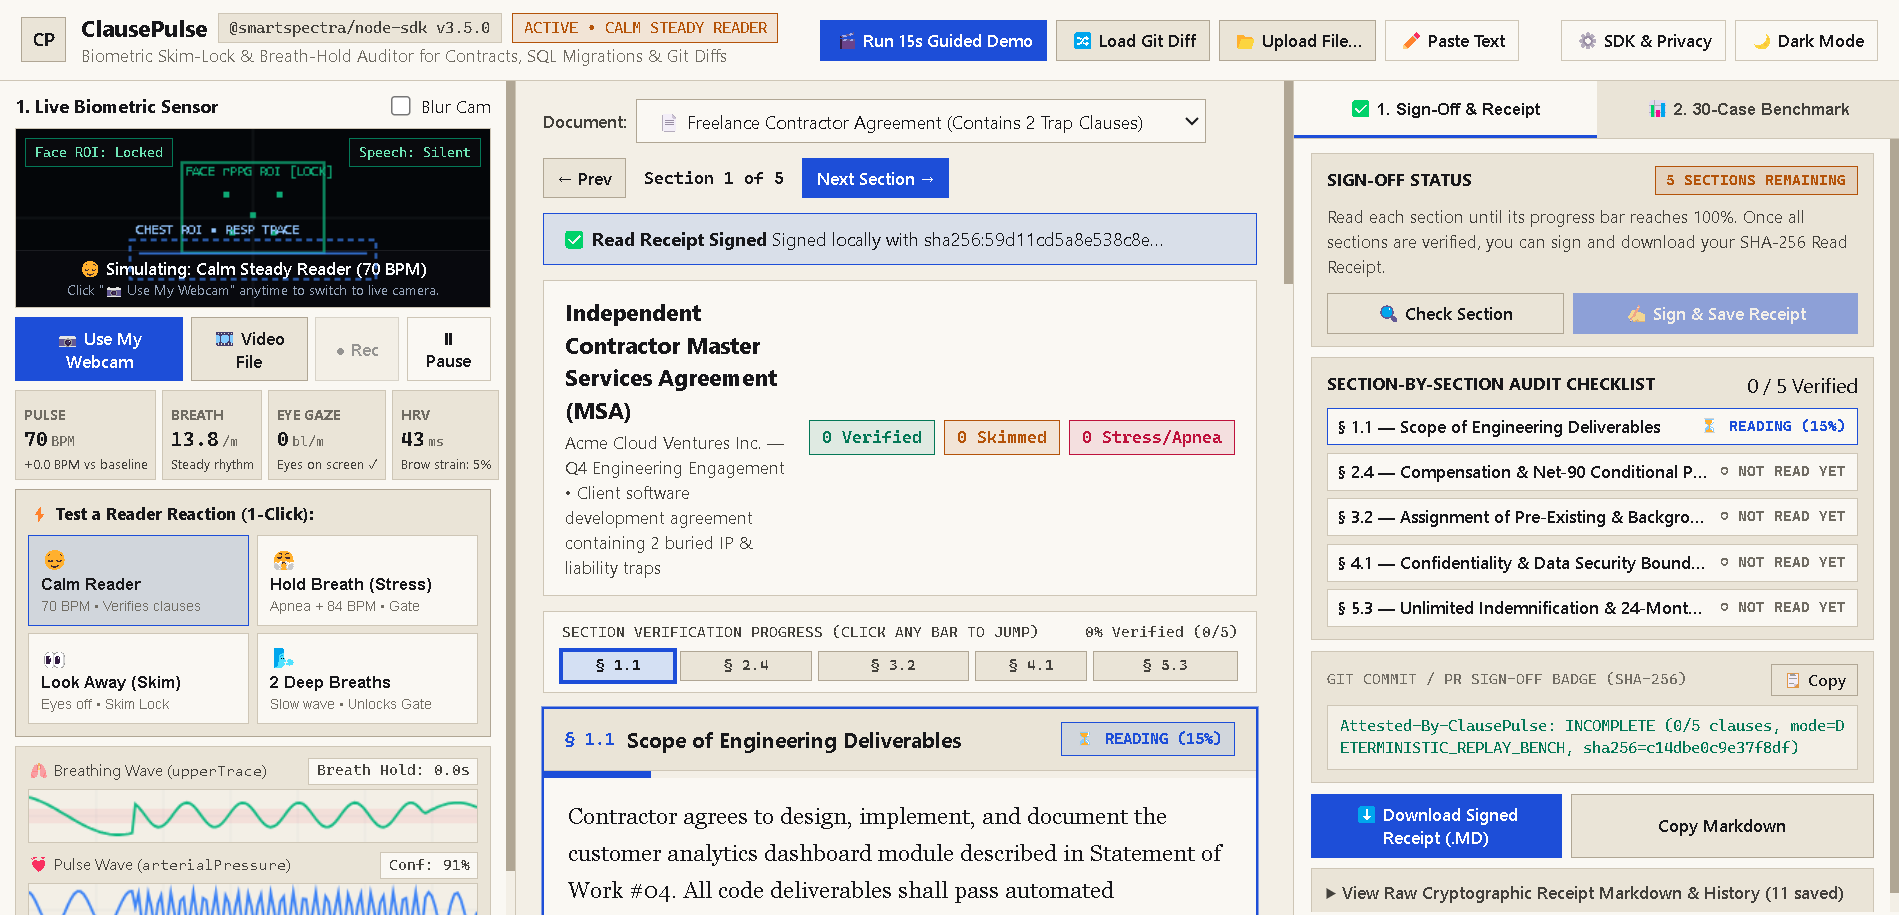 CP
ClausePulse
@smartspectra/node-sdk v3.5.0
ACTIVE • CALM STEADY READER
Biometric Skim-Lock & Breath-Hold Auditor for Contracts, SQL Migrations & Git Diffs
Run 15s Guided Demo
Load Git Diff
Upload File...
Paste Text
SDK & Privacy
Dark Mode
1. Live Biometric Sensor
Blur Cam
Face ROI: Locked
Speech: Silent
FACE rPPG ROI [LOCK]
CHEST ROI • RESP TRACE
Simulating: Calm Steady Reader (70 BPM)
Click "📷 Use My Webcam" anytime to switch to live camera.
Use My
Webcam
Video
File
● Rec
⏸
Pause
PULSE
70 BPM
+0.0 BPM vs baseline
BREATH
13.8 /m
Steady rhythm
EYE GAZE
0 bl/m
Eyes on screen ✓
HRV
43 ms
Brow strain: 5%
Test a Reader Reaction (1-Click):
Calm Reader
70 BPM • Verifies clauses
Hold Breath (Stress)
Apnea + 84 BPM • Gate
Look Away (Skim)
Eyes off • Skim Lock
2 Deep Breaths
Slow wave • Unlocks Gate
Breathing Wave (upperTrace)
Breath Hold: 0.0s
Pulse Wave (arterialPressure)
Conf: 91%
Document:
Freelance Contractor Agreement (Contains 2 Trap Clauses)
← Prev
Section 1 of 5
Next Section →
Read Receipt Signed Signed locally with sha256:59d11cd5a8e538c8e...
Independent
Contractor Master
Services Agreement
(MSA)
Acme Cloud Ventures Inc. —
Q4 Engineering Engagement
• Client software
development agreement
containing 2 buried IP &
liability traps
0 Verified
0 Skimmed
0 Stress/Apnea
SECTION VERIFICATION PROGRESS (CLICK ANY BAR TO JUMP)
0% Verified (0/5)
§ 1.1
§ 2.4
§ 3.2
§ 4.1
§ 5.3
§ 1.1 Scope of Engineering Deliverables
READING (15%)
Contractor agrees to design, implement, and document the
customer analytics dashboard module described in Statement of
Work #04. All code deliverables shall pass automated
1. Sign-Off & Receipt
2. 30-Case Benchmark
SIGN-OFF STATUS
5 SECTIONS REMAINING
Read each section until its progress bar reaches 100%. Once all
sections are verified, you can sign and download your SHA-256 Read
Receipt.
Check Section
Sign & Save Receipt
SECTION-BY-SECTION AUDIT CHECKLIST
0 / 5 Verified
§ 1.1 — Scope of Engineering Deliverables
READING (15%)
§ 2.4 — Compensation & Net-90 Conditional P...
○ NOT READ YET
§ 3.2 — Assignment of Pre-Existing & Backgro...
○ NOT READ YET
§ 4.1 — Confidentiality & Data Security Bound...
○ NOT READ YET
§ 5.3 — Unlimited Indemnification & 24-Mont...
○ NOT READ YET
GIT COMMIT / PR SIGN-OFF BADGE (SHA-256)
Copy
Attested-By-ClausePulse: INCOMPLETE (0/5 clauses, mode=D
ETERMINISTIC_REPLAY_BENCH, sha256=c14dbe0c9e37f8df)
Download Signed
Receipt (.MD)
Copy Markdown
▶ View Raw Cryptographic Receipt Markdown & History (11 saved)